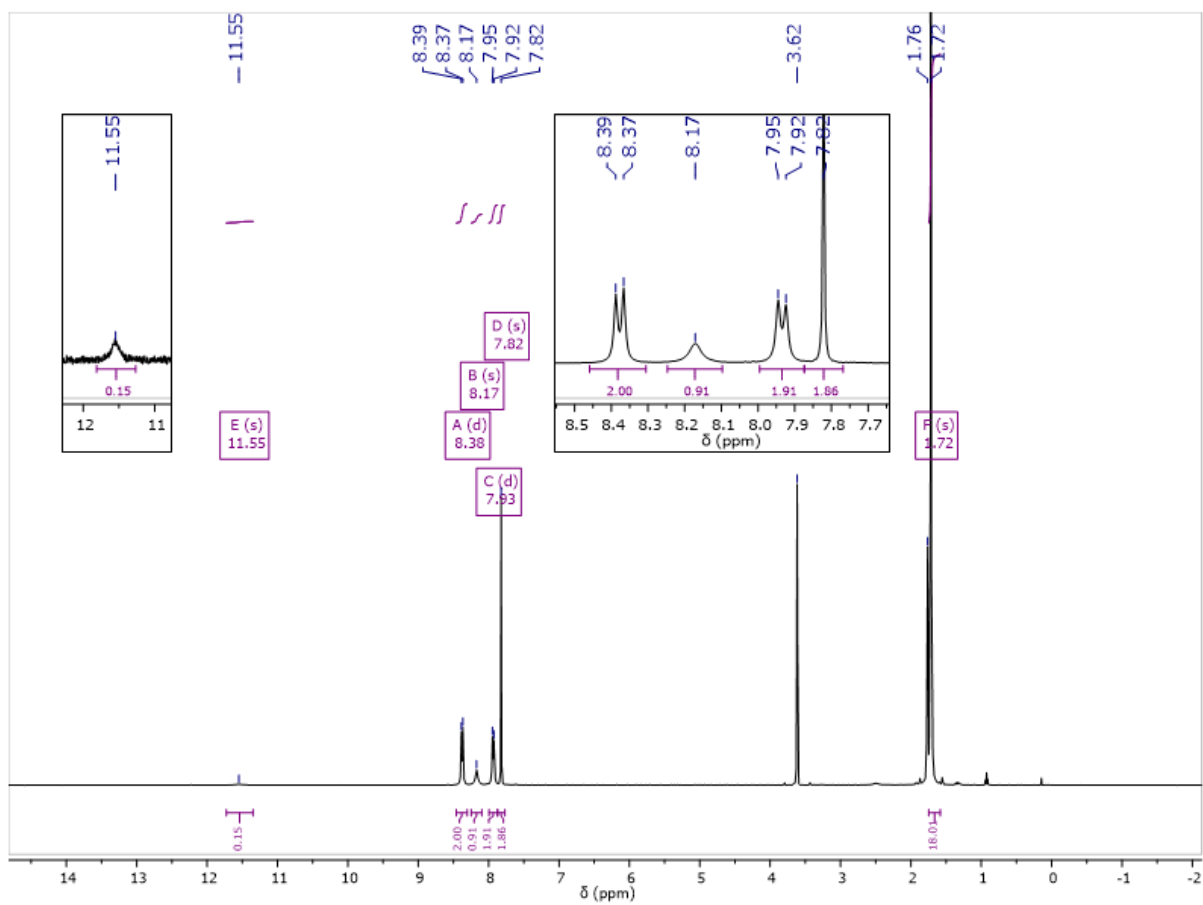 11.55
8.39
8.37
8.17
7.95
7.92
7.82
3.62
1.76
1.72
11.55
0.15
12 11
8.39
8.37
8.17
7.95
7.92
7.82
2.00 0.91 1.91 1.86
8.5 8.4 8.3 8.2 8.1 8.0 7.9 7.8 7.7
δ (ppm)
D (s)
7.82
B (s)
8.17
E (s)
11.55
A (d)
8.38
F (s)
1.72
C (d)
7.93
0.15
2.00
0.91
1.91
1.86
18.01
14 13 12 11 10 9 8 7 6 5 4 3 2 1 0 -1 -2
δ (ppm)